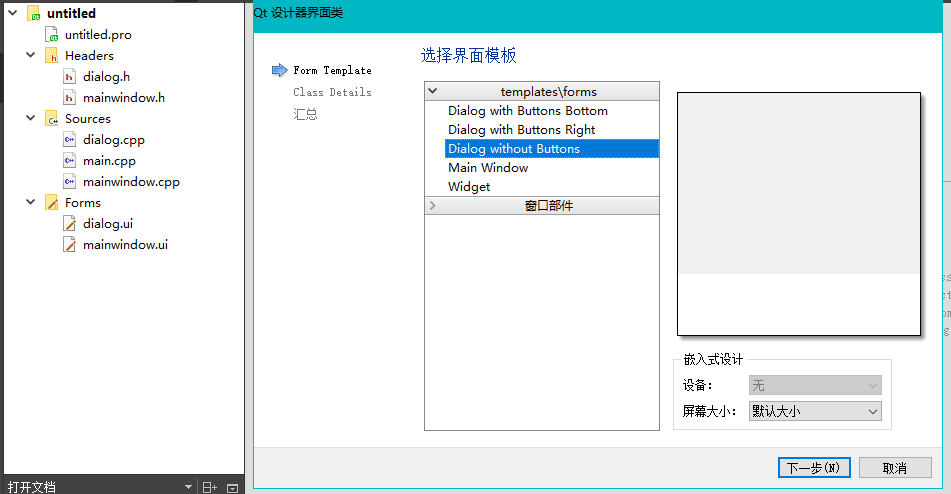 untitled
untitled.pro
Headers
dialog.h
mainwindow.h
Sources
dialog.cpp
main.cpp
mainwindow.cpp
Forms
dialog.ui
mainwindow.ui
打开文档
Qt 设计器界面类
Form Template
Class Details
汇总
选择界面模板
templates\forms
Dialog with Buttons Bottom
Dialog with Buttons Right
Dialog without Buttons
Main Window
Widget
窗口部件
嵌入式设计
设备： 无
屏幕大小： 默认大小
下一步(N)
取消